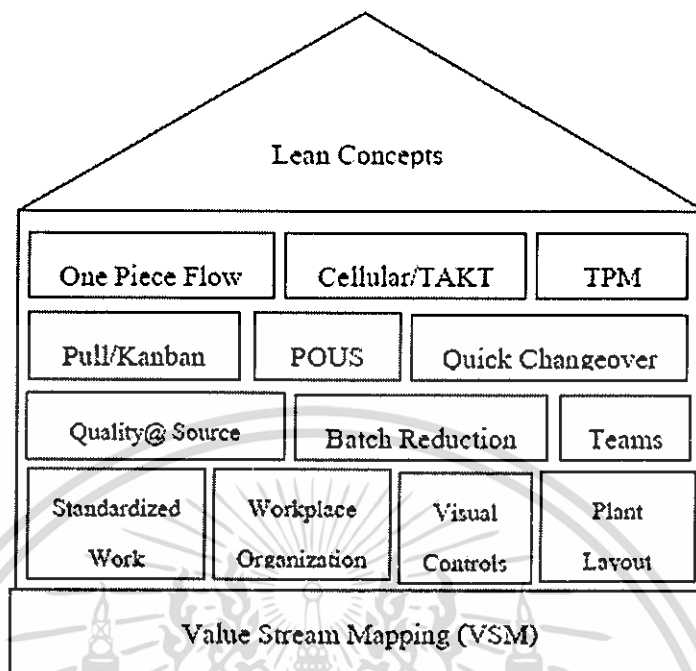 Lean Concepts
One Piece Flow
Cellular/TAKT
TPM
Pull/Kanban
POUS
Quick Changeover
Quality@ Source
Batch Reduction
Teams
Standardized
Work
Workplace
Organization
Visual
Controls
Plant
Layout
Value Stream Mapping (VSM)